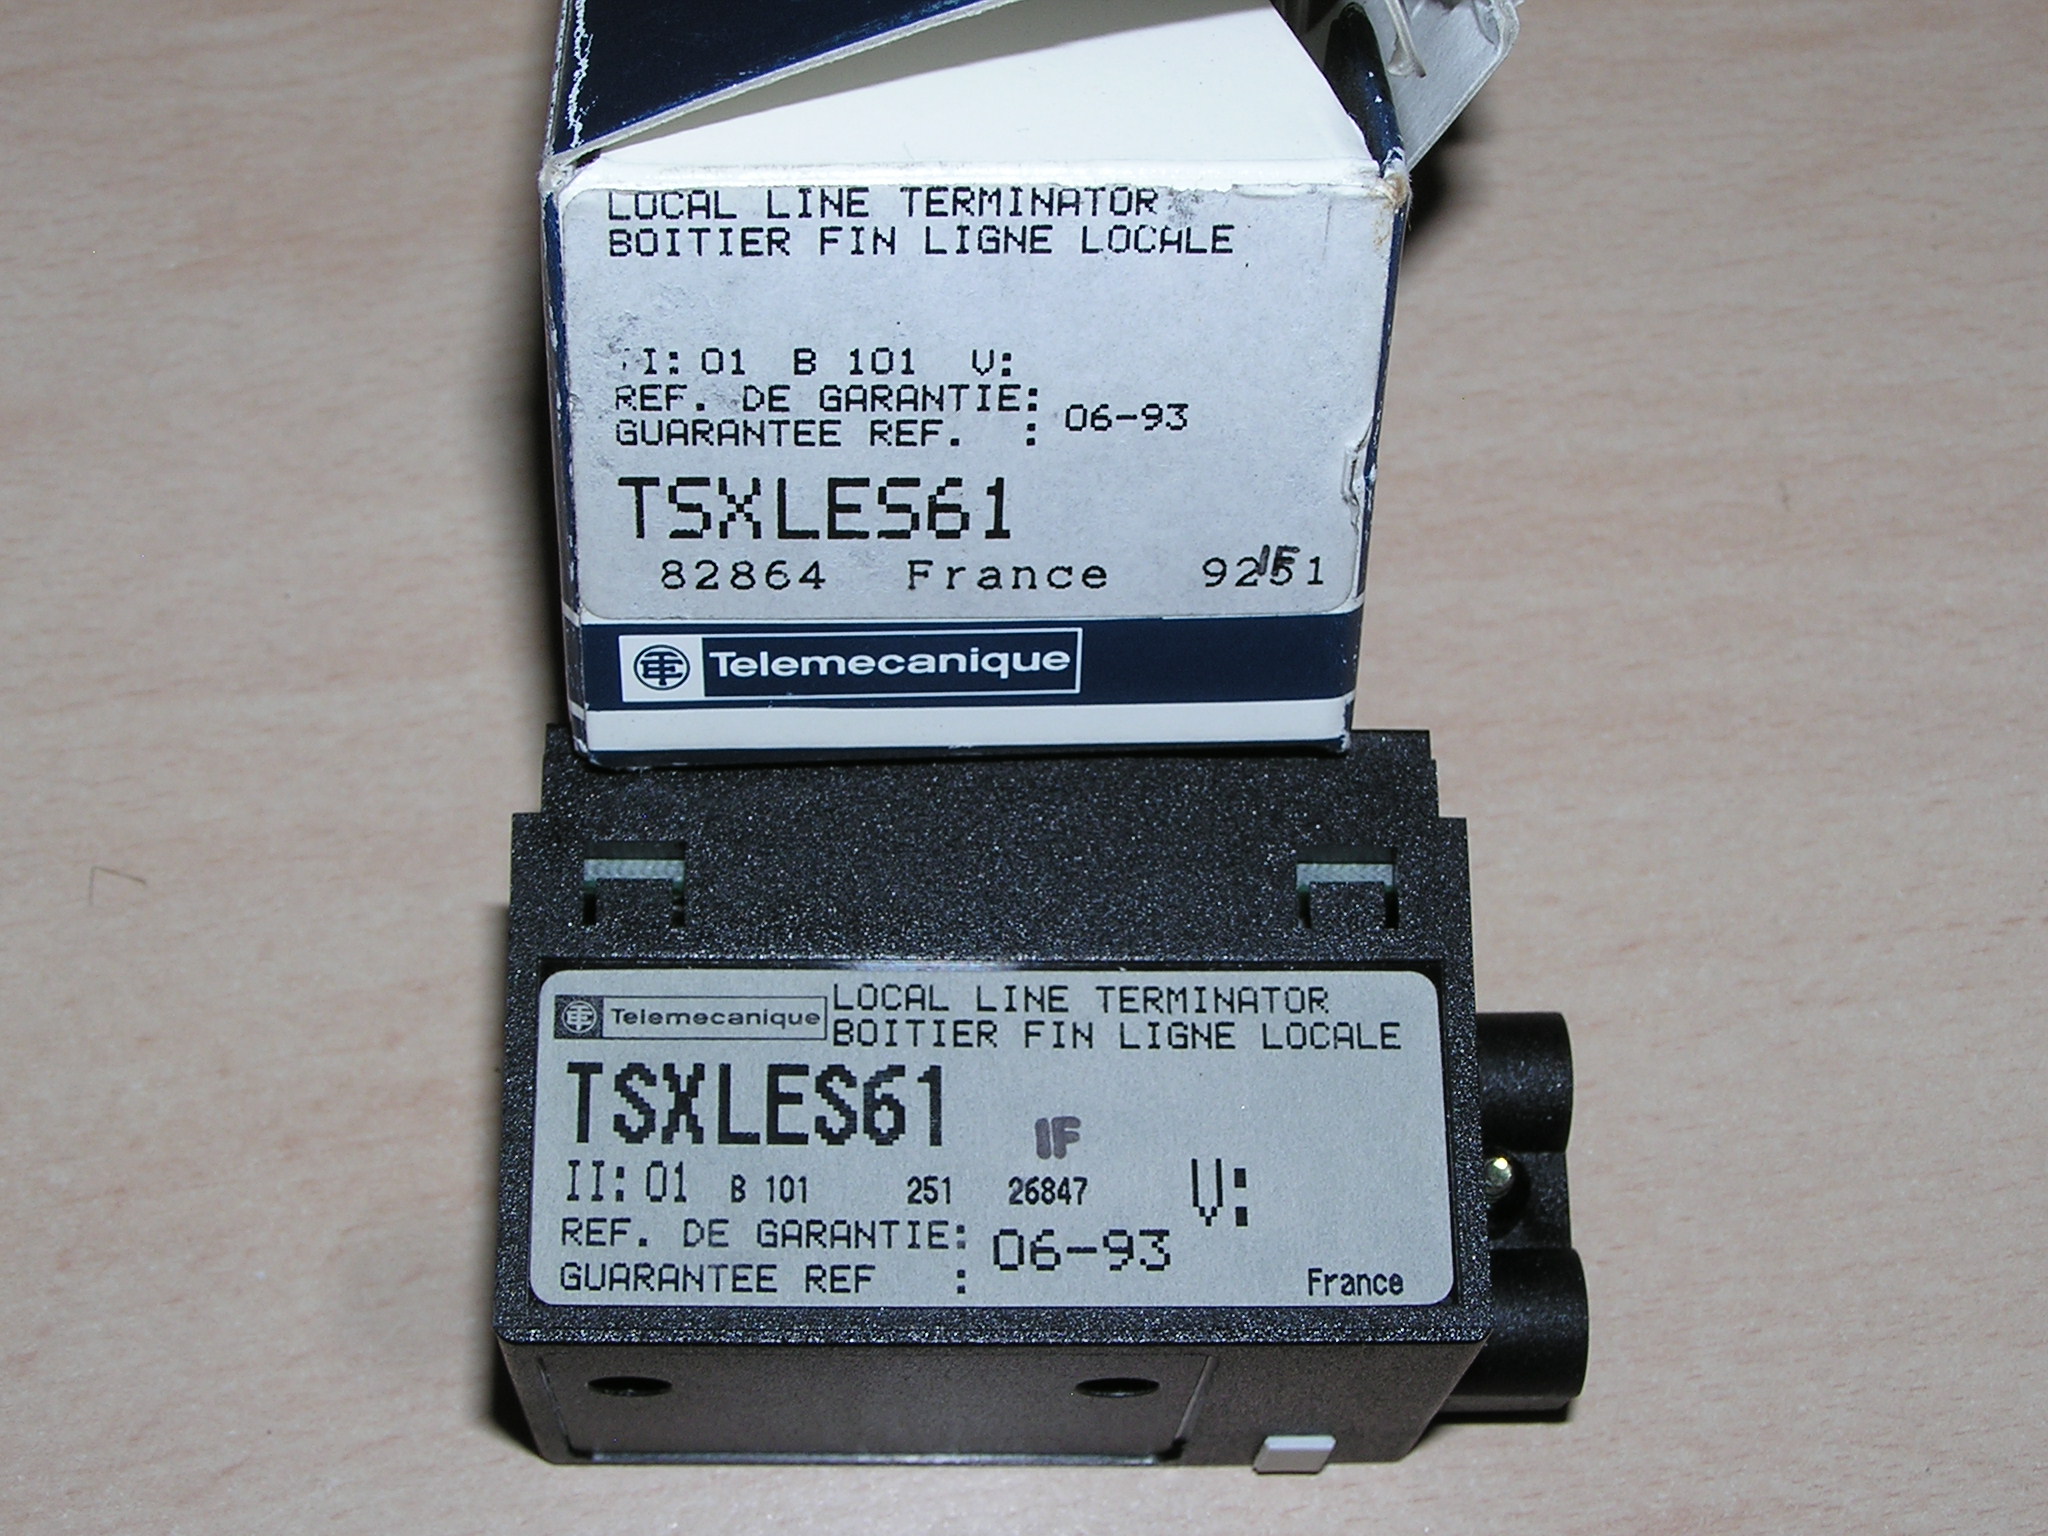 LOCAL LINE TERMINATOR
BOITIER FIN LIGNE LOCALE
I: 01 B 101 V:
REF. DE GARANTIE:
GUARANTEE REF. : 06-93
TSXLES61
82864 France 9251
IF
Telemecanique
Telemecanique
LOCAL LINE TERMINATOR
BOITIER FIN LIGNE LOCALE
TSXLES61
IF
II: 01 B 101 251 26847 V:
REF. DE GARANTIE:
GUARANTEE REF : 06-93
France